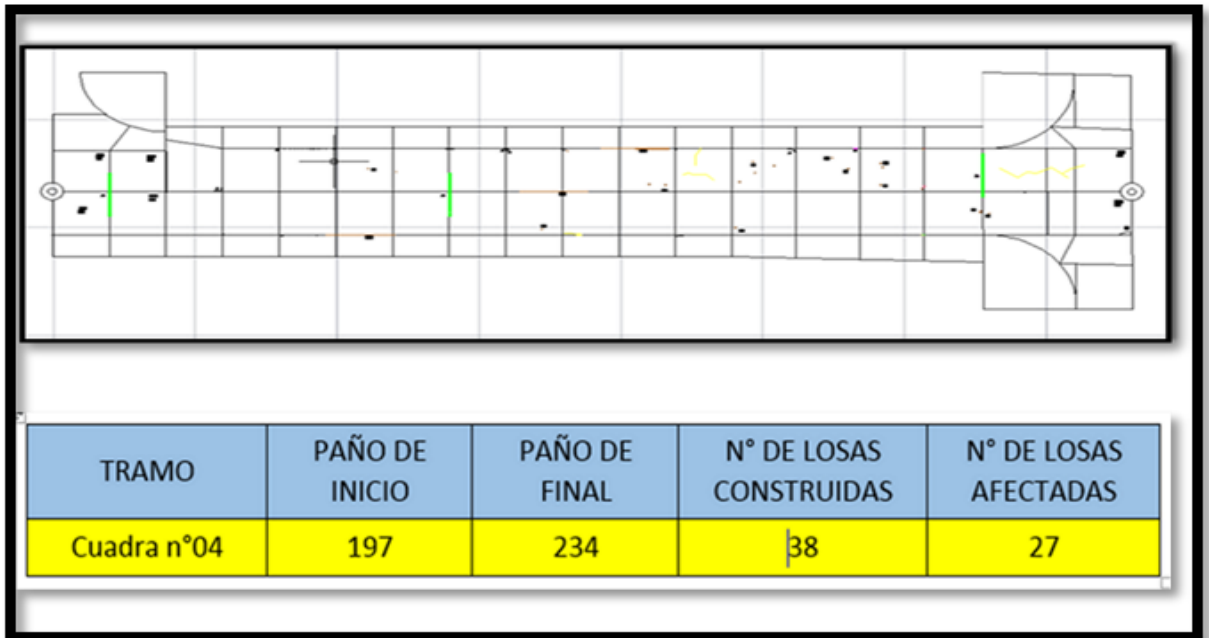 TRAMO
PAÑO DE
INICIO
PAÑO DE
FINAL
N° DE LOSAS
CONSTRUIDAS
N° DE LOSAS
AFECTADAS
Cuadra n°04
197
234
38
27